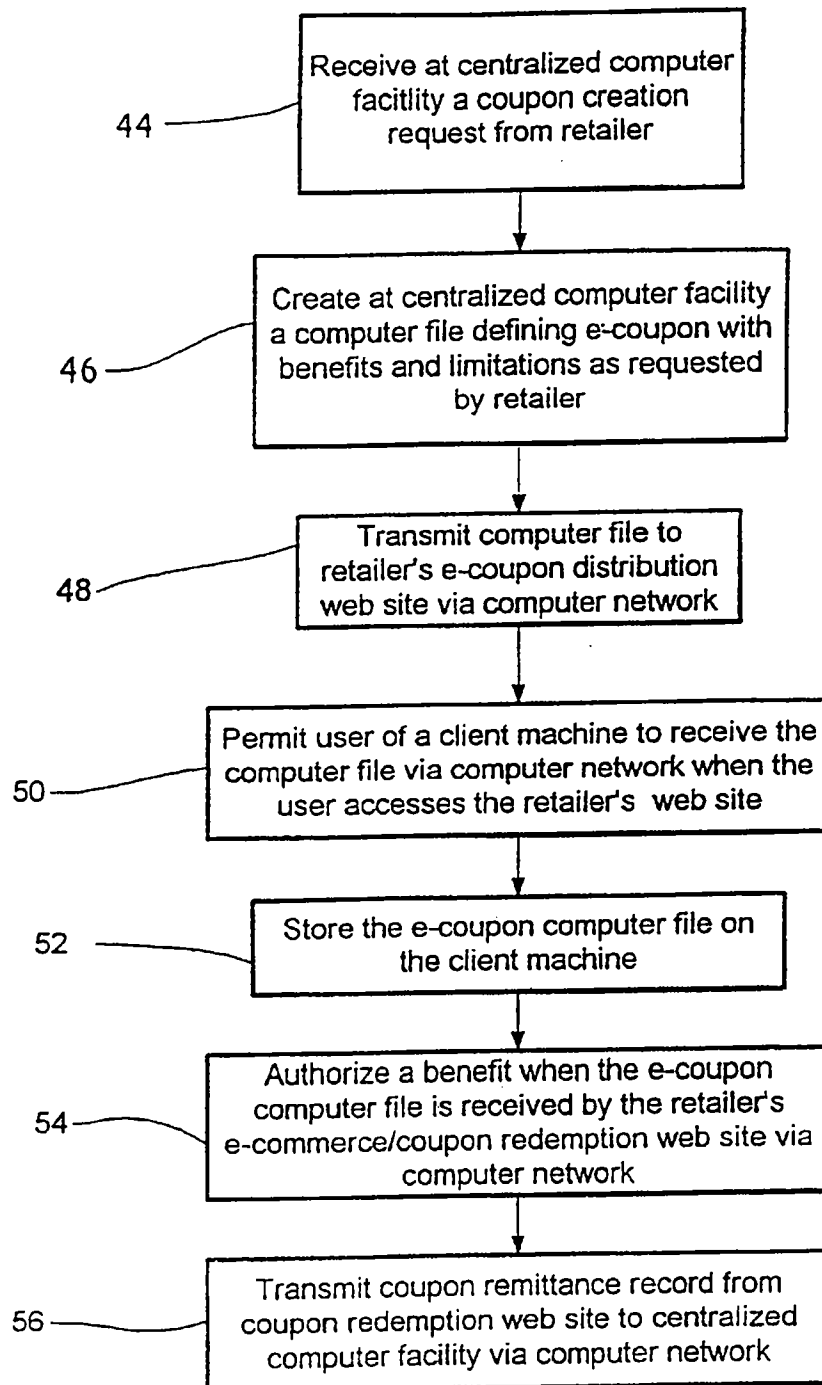 44
Receive at centralized computer
facitlity a coupon creation
request from retailer
46
Create at centralized computer facility
a computer file defining e-coupon with
benefits and limitations as requested
by retailer
48
Transmit computer file to
retailer's e-coupon distribution
web site via computer network
50
Permit user of a client machine to receive the
computer file via computer network when the
user accesses the retailer's web site
52
Store the e-coupon computer file on
the client machine
54
Authorize a benefit when the e-coupon
computer file is received by the retailer's
e-commerce/coupon redemption web site via
computer network
56
Transmit coupon remittance record from
coupon redemption web site to centralized
computer facility via computer network